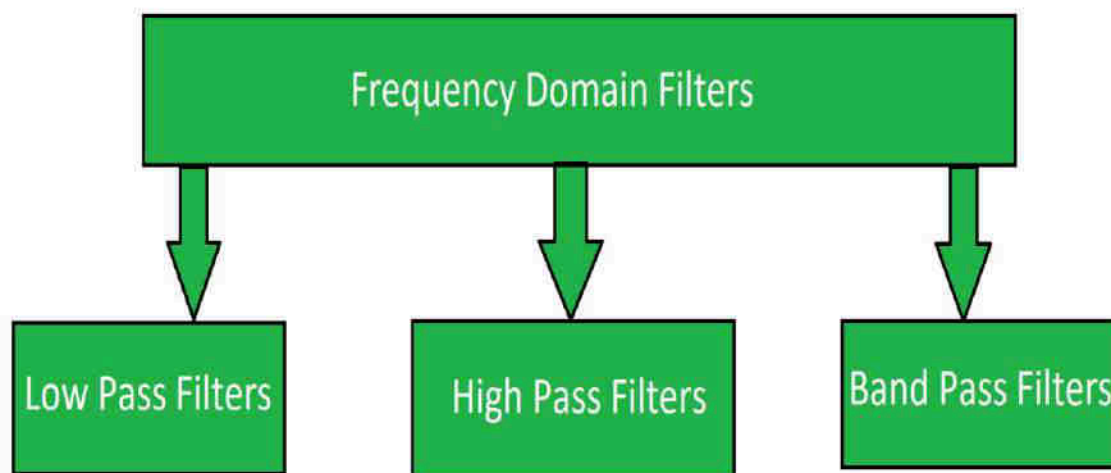 Frequency Domain Filters
Low Pass Filters
High Pass Filters
Band Pass Filters